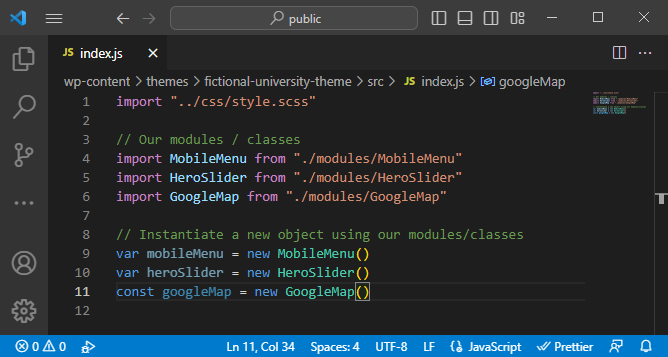 public
JS index.js
wp-content > themes > fictional-university-theme > src > JS index.js > googleMap
1 import "../css/style.scss"
2
3 // Our modules / classes
4 import MobileMenu from "./modules/MobileMenu"
5 import HeroSlider from "./modules/HeroSlider"
6 import GoogleMap from "./modules/GoogleMap"
7
8 // Instantiate a new object using our modules/classes
9 var mobileMenu = new MobileMenu()
10 var heroSlider = new HeroSlider()
11 const googleMap = new GoogleMap()
12
0 0 Ln 11, Col 34 Spaces: 4 UTF-8 LF {} JavaScript Prettier